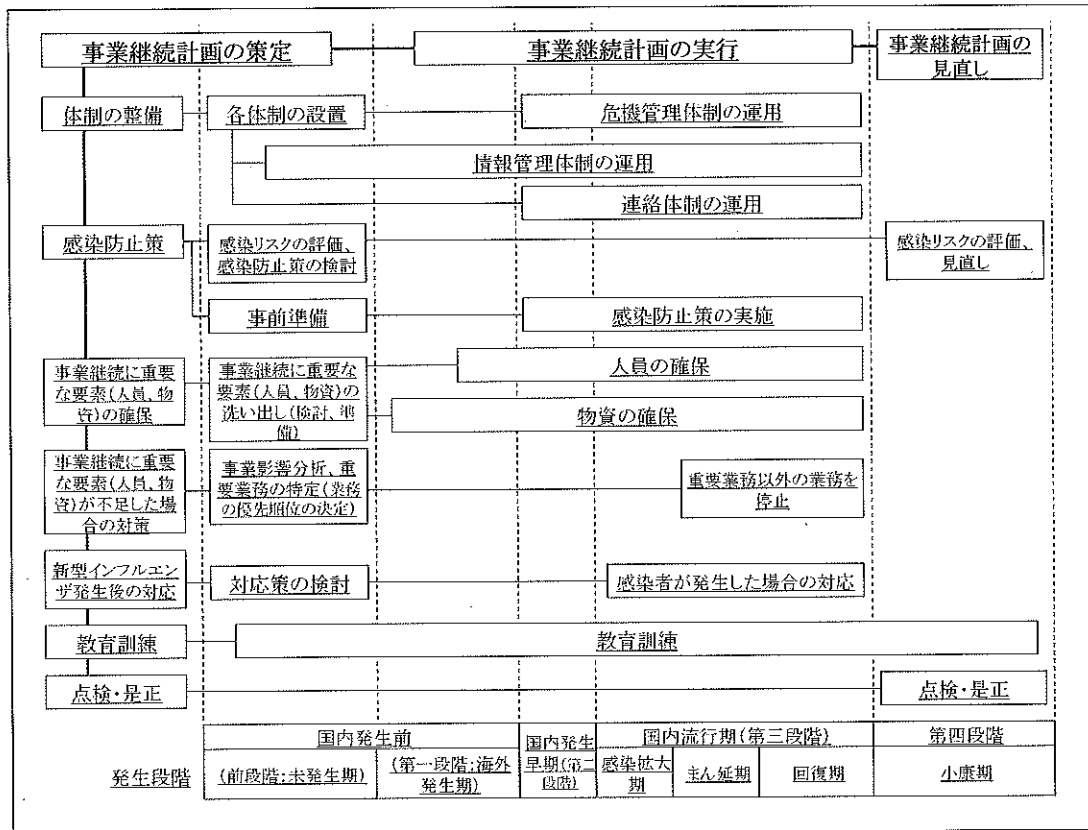 事業継続計画の策定
事業継続計画の実行
事業継続計画の
見直し
体制の整備
各体制の設置
危機管理体制の運用
情報管理体制の運用
連絡体制の運用
感染防止策
感染リスクの評価、
感染防止策の検討
感染リスクの評価、
見直し
事前準備
感染防止策の実施
人員の確保
事業継続に重要
な要素(人員、物
資)の確保
事業継続に重要な
要素(人員、物資)の
洗い出し(検討、準
備)
物資の確保
事業継続に重要
な要素(人員、物
資)が不足した場
合の対策
事業影響分析、重
要業務の特定(業務
の優先順位の決定)
重要業務以外の業務を
停止
新型インフルエン
ザ発生後の対応
対応策の検討
感染者が発生した場合の対応
教育訓練
教育訓練
点検・是正
点検・是正
発生段階
国内発生前
(前段階:未発生期)
(第一段階:海外
発生期)
国内発生
早期(第二
段階)
国内流行期(第三段階)
感染拡大
期
まん延期
回復期
第四段階
小康期